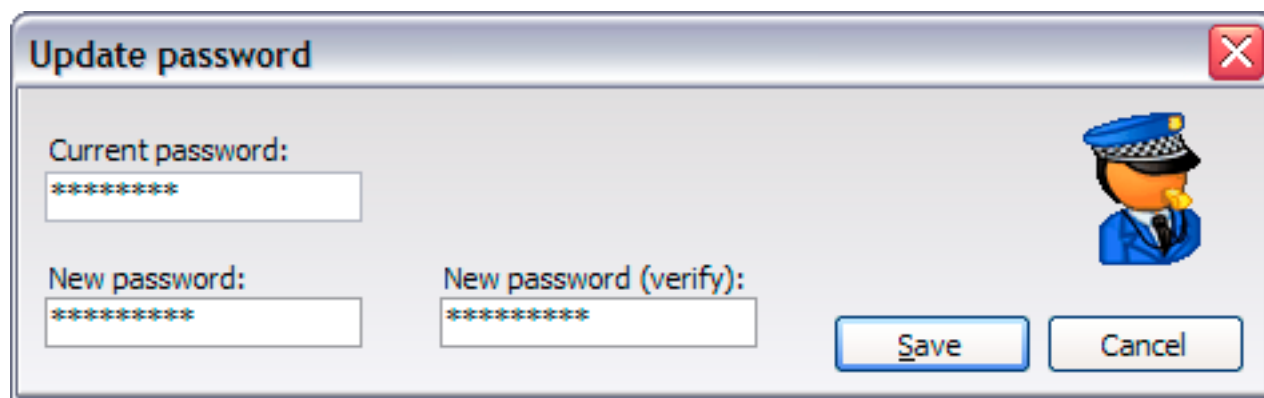 Update password
Current password:
********
New password:
*********
New password (verify):
*********
Save
Cancel